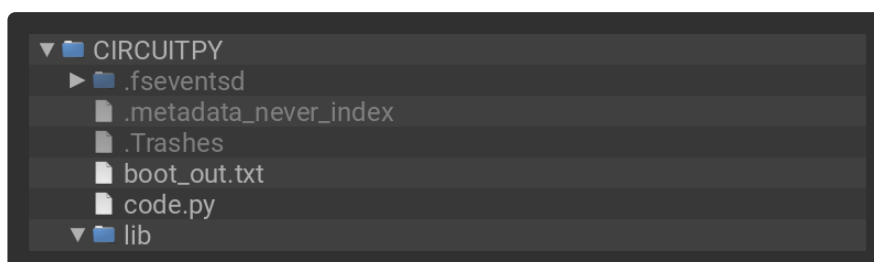 CIRCUITPY
.fseventsd
.metadata_never_index
.Trashes
boot_out.txt
code.py
lib